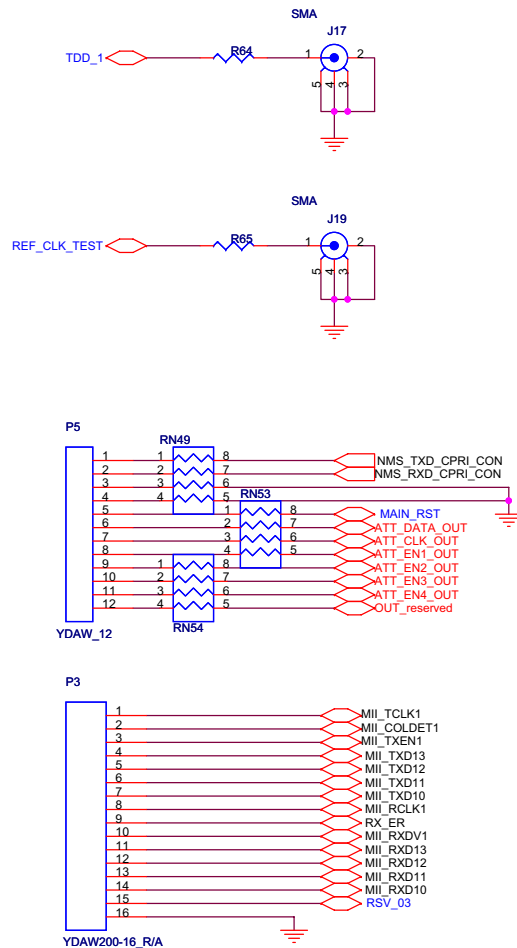 SMA
J17
TDD_1
R64
1
2
5
4
3
SMA
J19
REF_CLK_TEST
R65
1
2
5
4
3
P5
RN49
1 1 8 NMS_TXD_CPRI_CON
2 2 7 NMS_RXD_CPRI_CON
3 3 6
RN53
4 4 5
5 1 8 MAIN_RST
6 2 7 ATT_DATA_OUT
7 3 6 ATT_CLK_OUT
8 4 5 ATT_EN1_OUT
9 1 8 ATT_EN2_OUT
10 2 7 ATT_EN3_OUT
11 3 6 ATT_EN4_OUT
12 4 5 OUT_reserved
RN54
YDAW_12
P3
1 MII_TCLK1
2 MII_COLDET1
3 MII_TXEN1
4 MII_TXD13
5 MII_TXD12
6 MII_TXD11
7 MII_TXD10
8 MII_RCLK1
9 RX_ER
10 MII_RXDV1
11 MII_RXD13
12 MII_RXD12
13 MII_RXD11
14 MII_RXD10
15 RSV_03
16
YDAW200-16_R/A